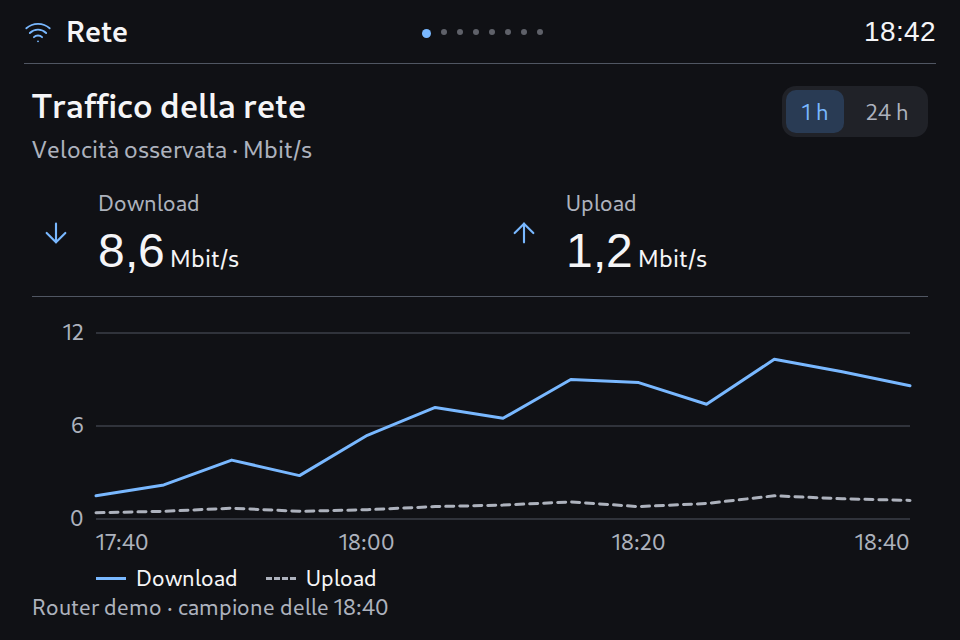 Rete
18:42
Traffico della rete
1 h
24 h
Velocità osservata · Mbit/s
Download
8,6 Mbit/s
Upload
1,2 Mbit/s
12
6
0
17:40
18:00
18:20
18:40
Download
Upload
Router demo · campione delle 18:40